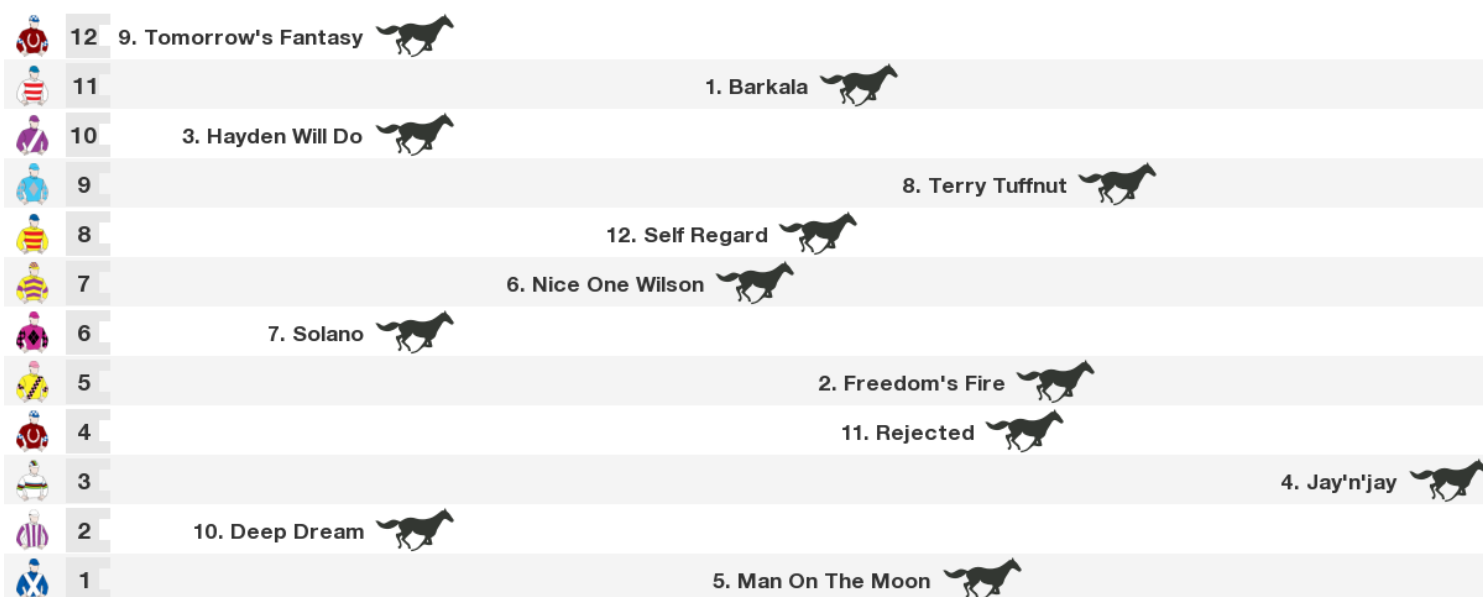 12 9. Tomorrow's Fantasy
11 1. Barkala
10 3. Hayden Will Do
9 8. Terry Tuffnut
8 12. Self Regard
7 6. Nice One Wilson
6 7. Solano
5 2. Freedom's Fire
4 11. Rejected
3 4. Jay'n'jay
2 10. Deep Dream
1 5. Man On The Moon